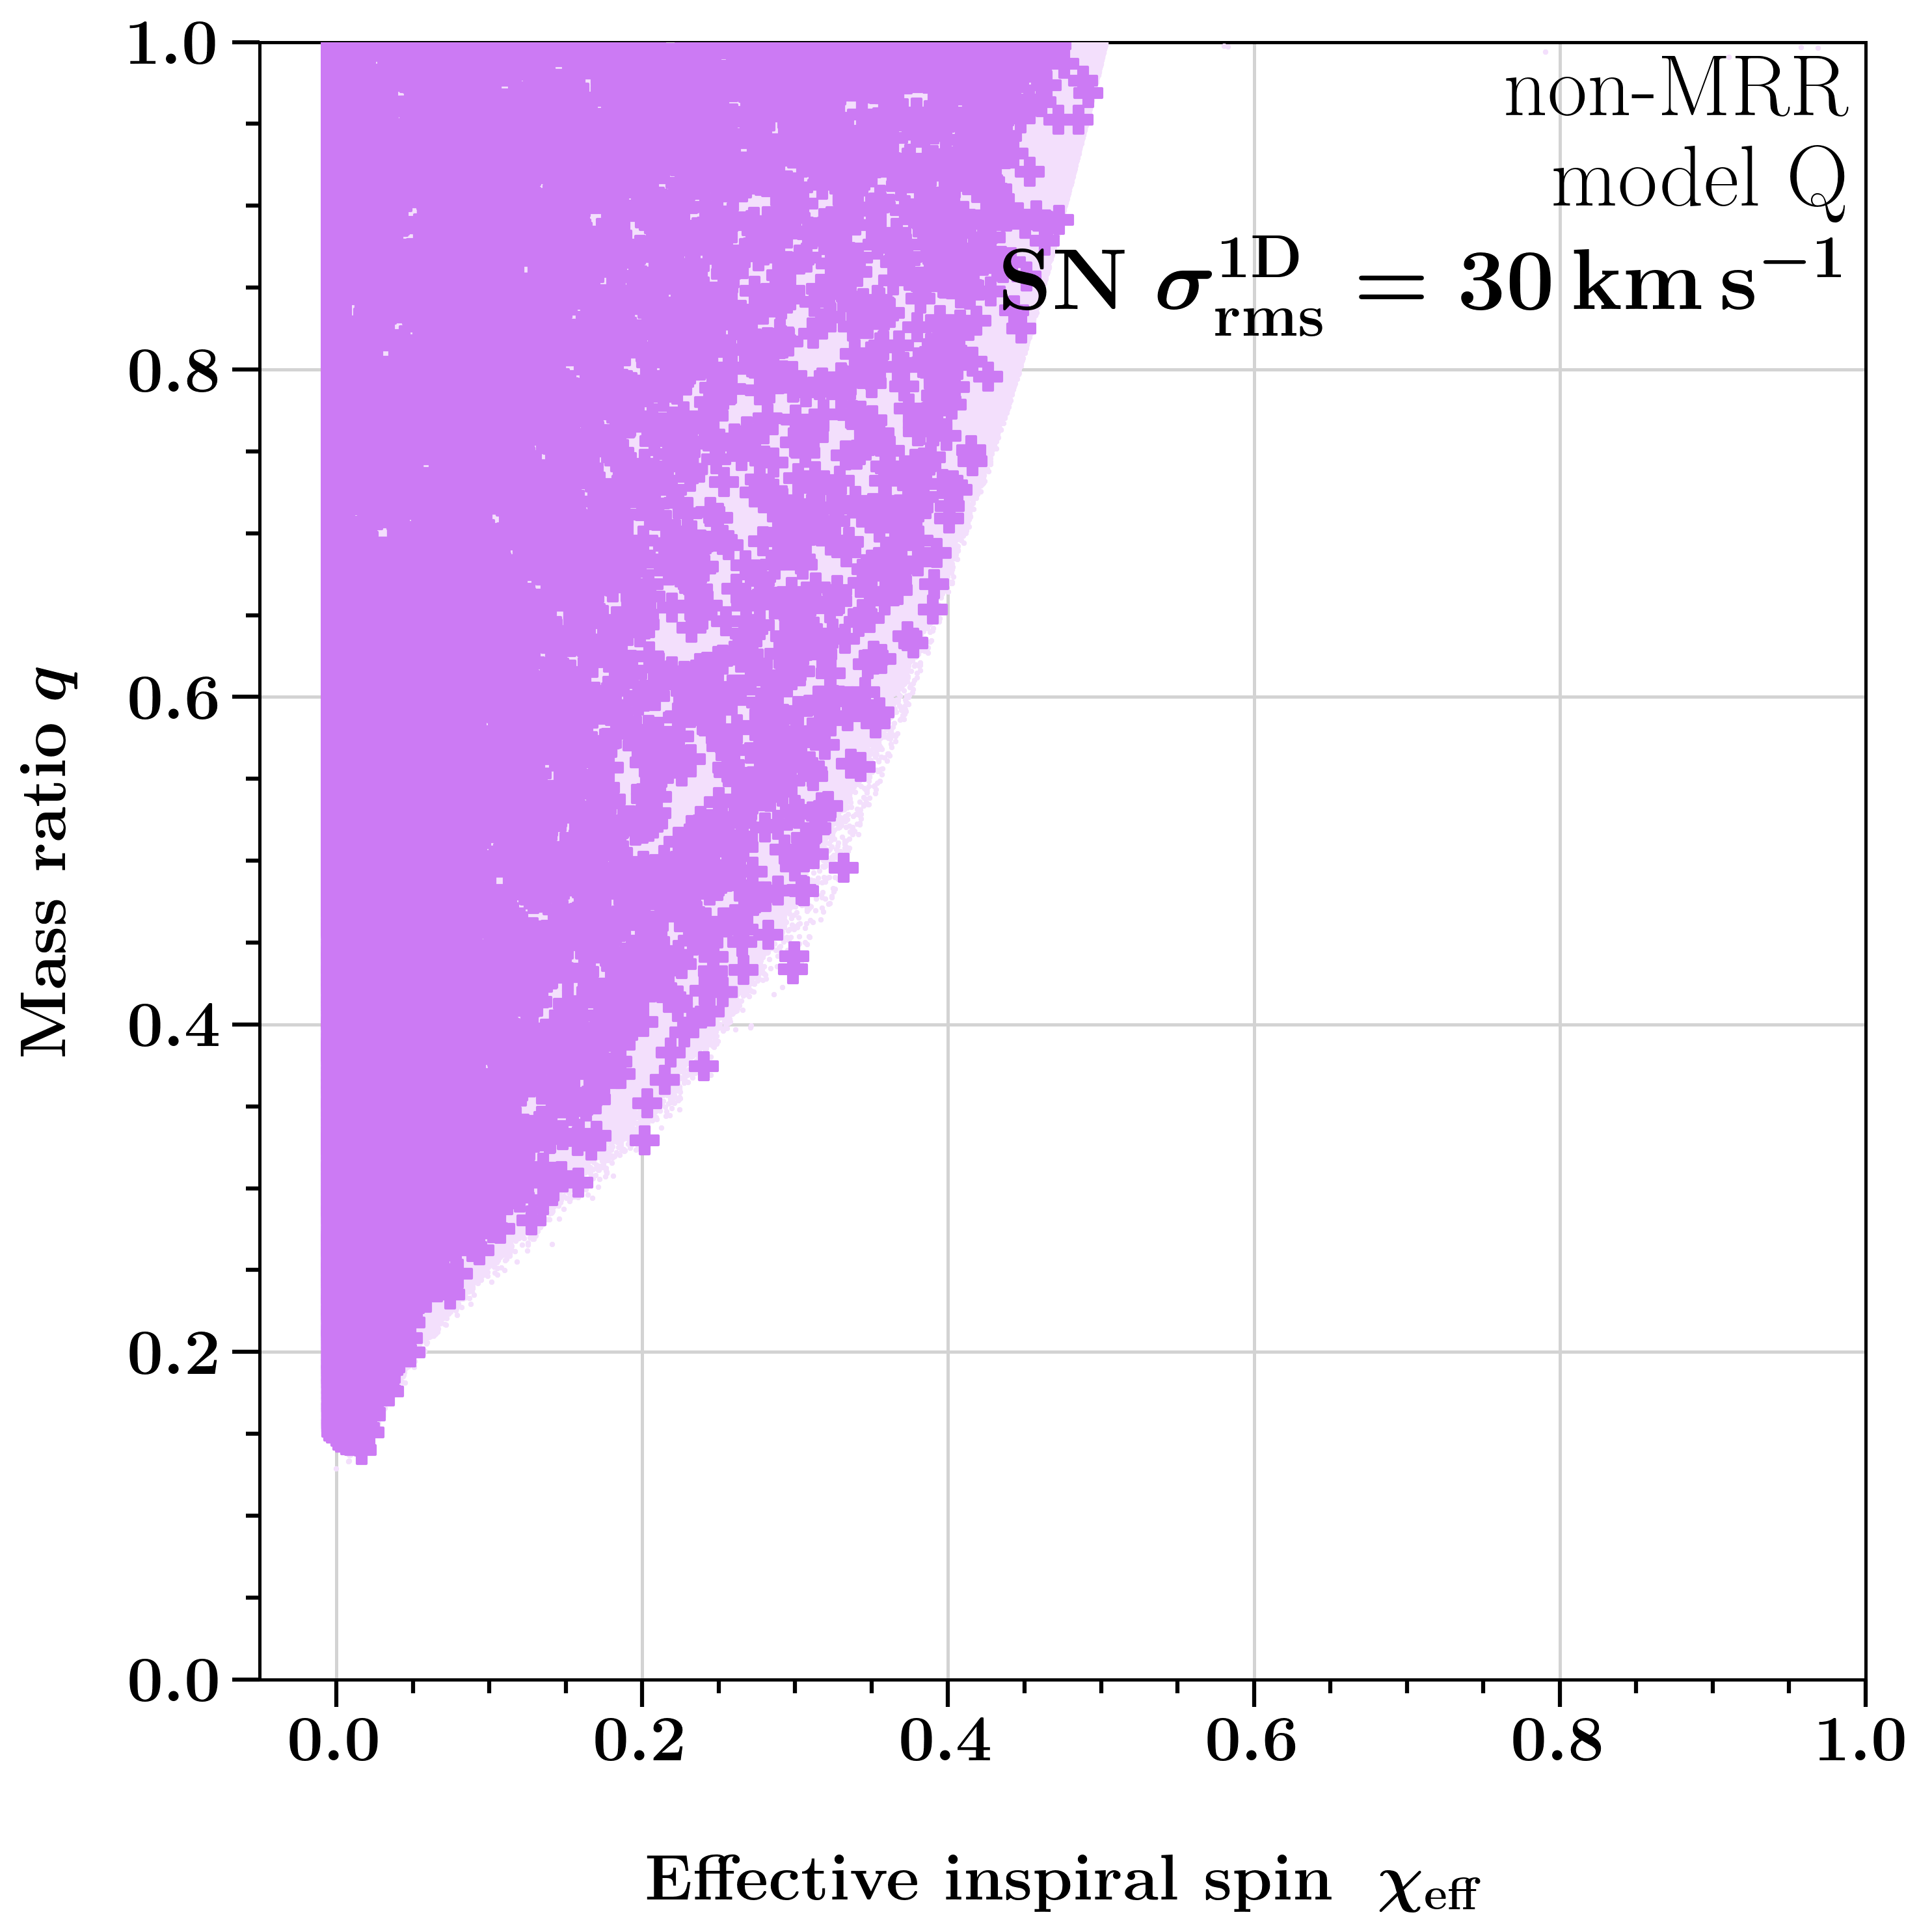 non-MRR
model Q
SN σ_rms^1D = 30 km s^−1
1.0
0.8
0.6
0.4
0.2
0.0
Mass ratio q
0.0 0.2 0.4 0.6 0.8 1.0
Effective inspiral spin χ_eff